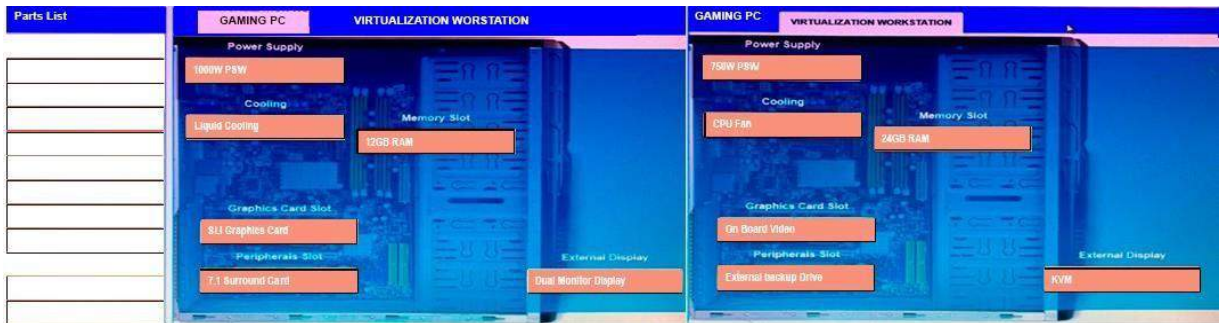 Parts List
GAMING PC
VIRTUALIZATION WORSTATION
Power Supply
1000W PSW
Cooling
Liquid Cooling
Memory Slot
12GB RAM
Graphics Card Slot
SLI Graphics Card
Peripherals Slot
7.1 Surround Card
External Display
Dual Monitor Display
GAMING PC
VIRTUALIZATION WORKSTATION
Power Supply
750W PSW
Cooling
CPU Fan
Memory Slot
24GB RAM
Graphics Card Slot
On Board Video
Peripherals Slot
External backup Drive
External Display
KVM